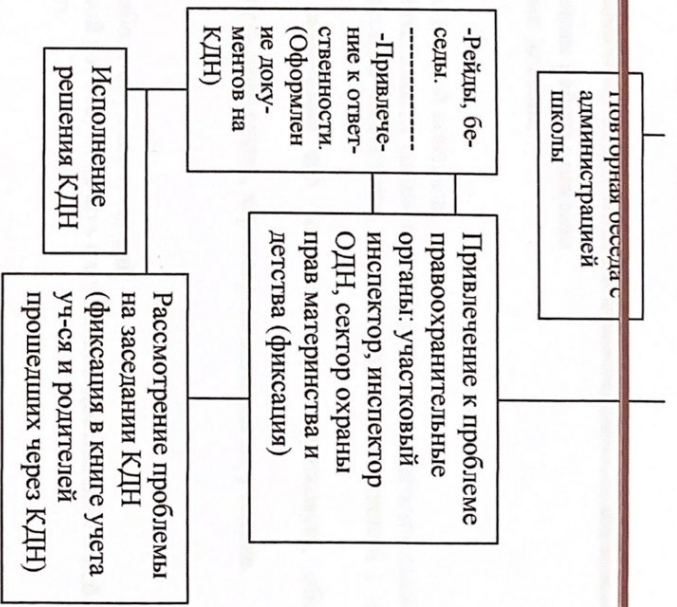 Повторная беседа с
администрацией
школы
-Рейды, бе-
седы.
----------------
-Привлече-
ние к ответ-
ственности.
(Оформлен
ие доку-
ментов на
КДН)
Привлечение к проблеме
правоохранительные
органы: участковый
инспектор, инспектор
ОДН, сектор охраны
прав материнства и
детства (фиксация)
Исполнение
решения КДН
Рассмотрение проблемы
на заседании КДН
(фиксация в книге учета
уч-ся и родителей
прошедших через КДН)